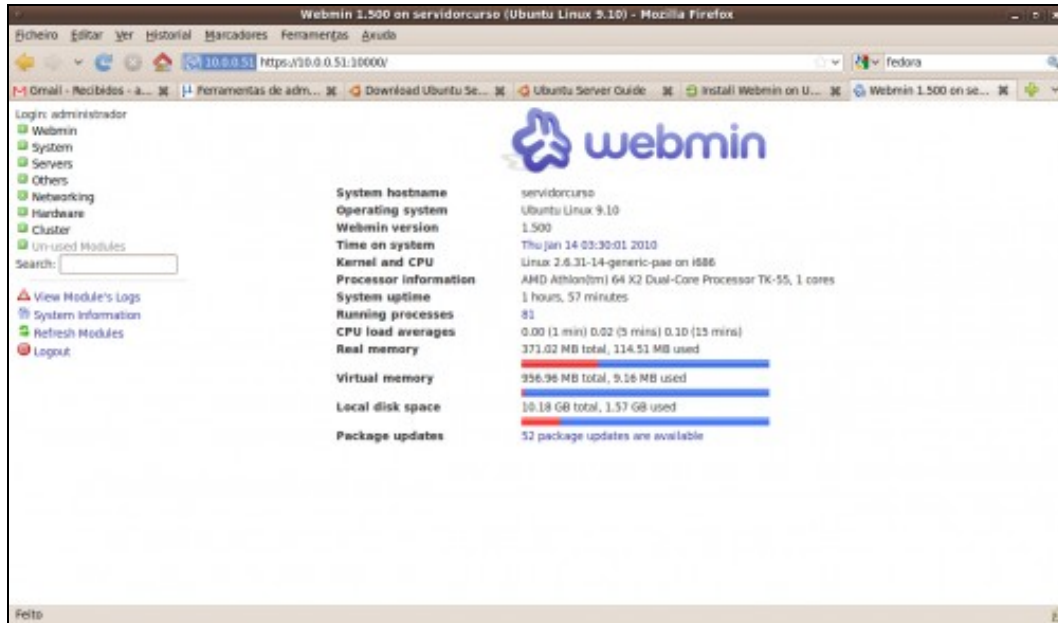 Webmin 1.500 on servidorcurso (Ubuntu Linux 9.10) - Mozilla Firefox
Ficheiro Editar Ver Historial Marcadores Ferramentas Axuda
10.0.0.51 https://10.0.0.51:10000/ fedora
Gmail - Recibidos - a... Ferramentas de adm... Download Ubuntu Se... Ubuntu Server Guide Install Webmin on U... Webmin 1.500 on se...
Login: administrador
Webmin
System
Servers
Others
Networking
Hardware
Cluster
Un-used Modules
Search:
View Module's Logs
System Information
Refresh Modules
Logout
webmin
System hostname servidorcurso
Operating system Ubuntu Linux 9.10
Webmin version 1.500
Time on system Thu Jan 14 03:30:01 2010
Kernel and CPU Linux 2.6.31-14-generic-pae on i686
Processor information AMD Athlon(tm) 64 X2 Dual-Core Processor TK-55, 1 cores
System uptime 1 hours, 57 minutes
Running processes 81
CPU load averages 0.00 (1 min) 0.02 (5 mins) 0.10 (15 mins)
Real memory 371.02 MB total, 114.51 MB used
Virtual memory 956.96 MB total, 9.16 MB used
Local disk space 10.18 GB total, 1.57 GB used
Package updates 52 package updates are available
Feito